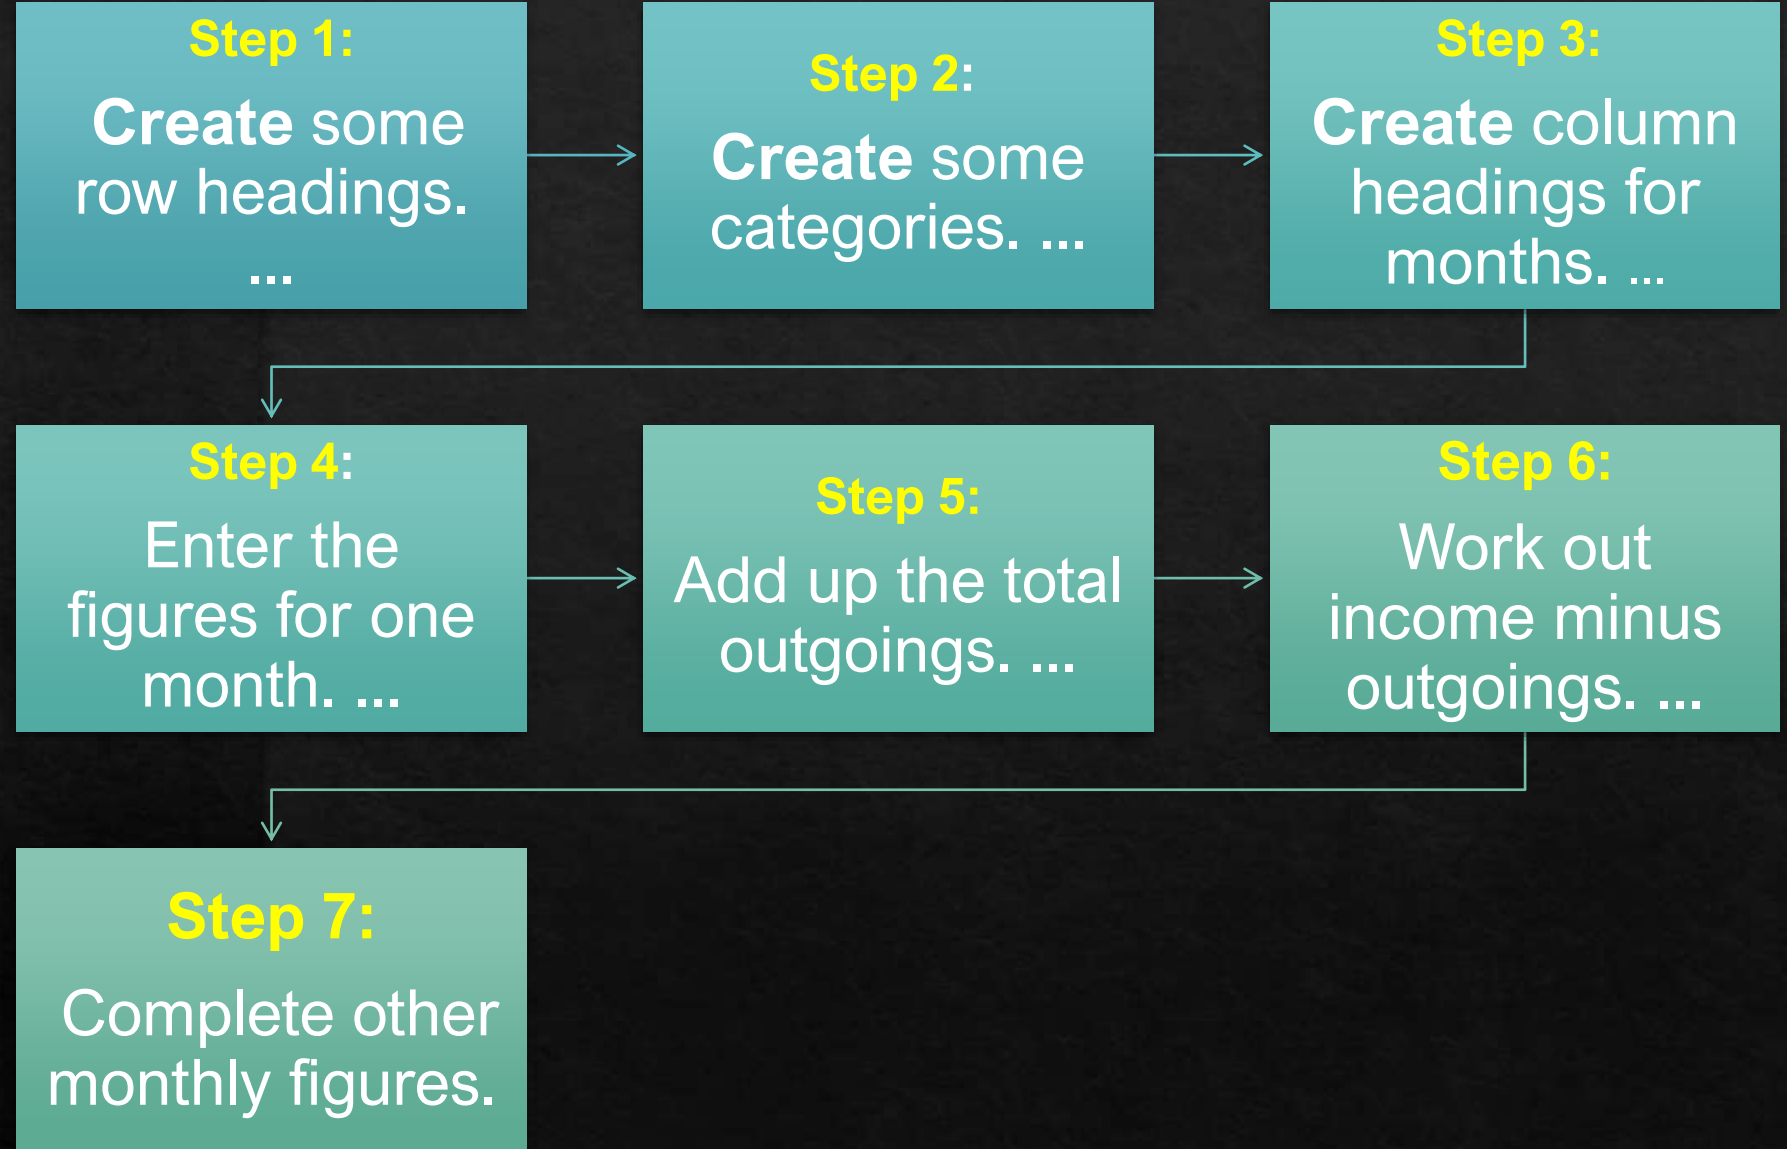 Step 1:
Create some
row headings.
...
Step 2:
Create some
categories. ...
Step 3:
Create column
headings for
months. ...
Step 4:
Enter the
figures for one
month. ...
Step 5:
Add up the total
outgoings. ...
Step 6:
Work out
income minus
outgoings. ...
Step 7:
Complete other
monthly figures.